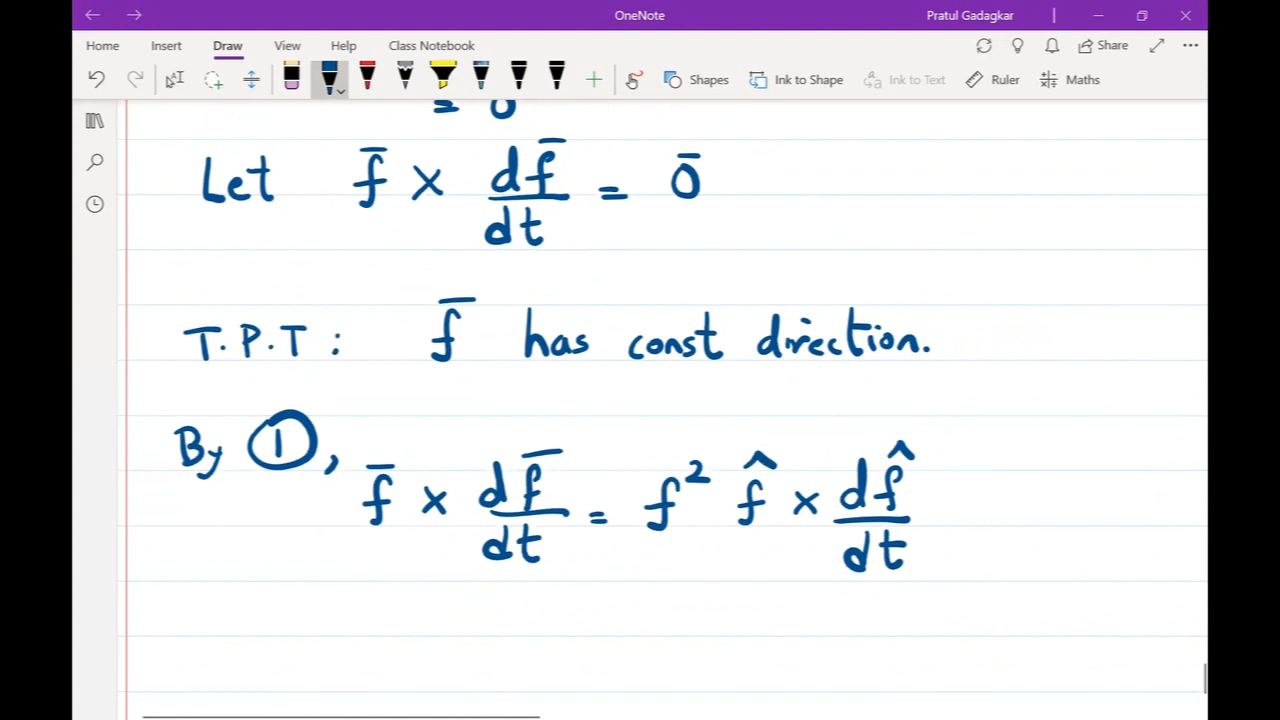 OneNote
Pratul Gadagkar
Home Insert Draw View Help Class Notebook
Share
Shapes Ink to Shape Ink to Text Ruler Maths
= 0
Let f̄ × df̄/dt = 0̄
T.P.T : f̄ has const direction.
By ①,
f̄ × df̄/dt = f² f̂ × df̂/dt